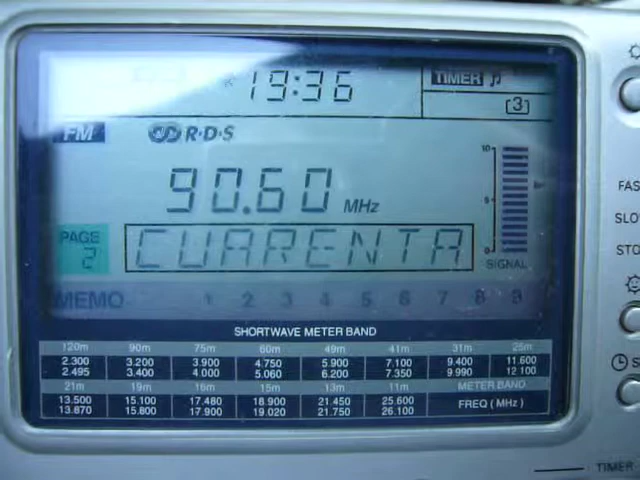 19:36
TIMER
3
FM R·D·S
90.60 MHz
10
5
0
SIGNAL
PAGE 2
CUARENTA
MEMO 1 2 3 4 5 6 7 8 9
SHORTWAVE METER BAND
120m 90m 75m 60m 49m 41m 31m 25m
2.300 3.200 3.900 4.750 5.900 7.100 9.400 11.600
2.495 3.400 4.000 5.060 6.200 7.350 9.990 12.100
21m 19m 16m 15m 13m 11m METER BAND
13.500 15.100 17.480 18.900 21.450 25.600 FREQ ( MHz )
13.870 15.800 17.900 19.020 21.750 26.100
FAS
SLO
STO
S
TIMER